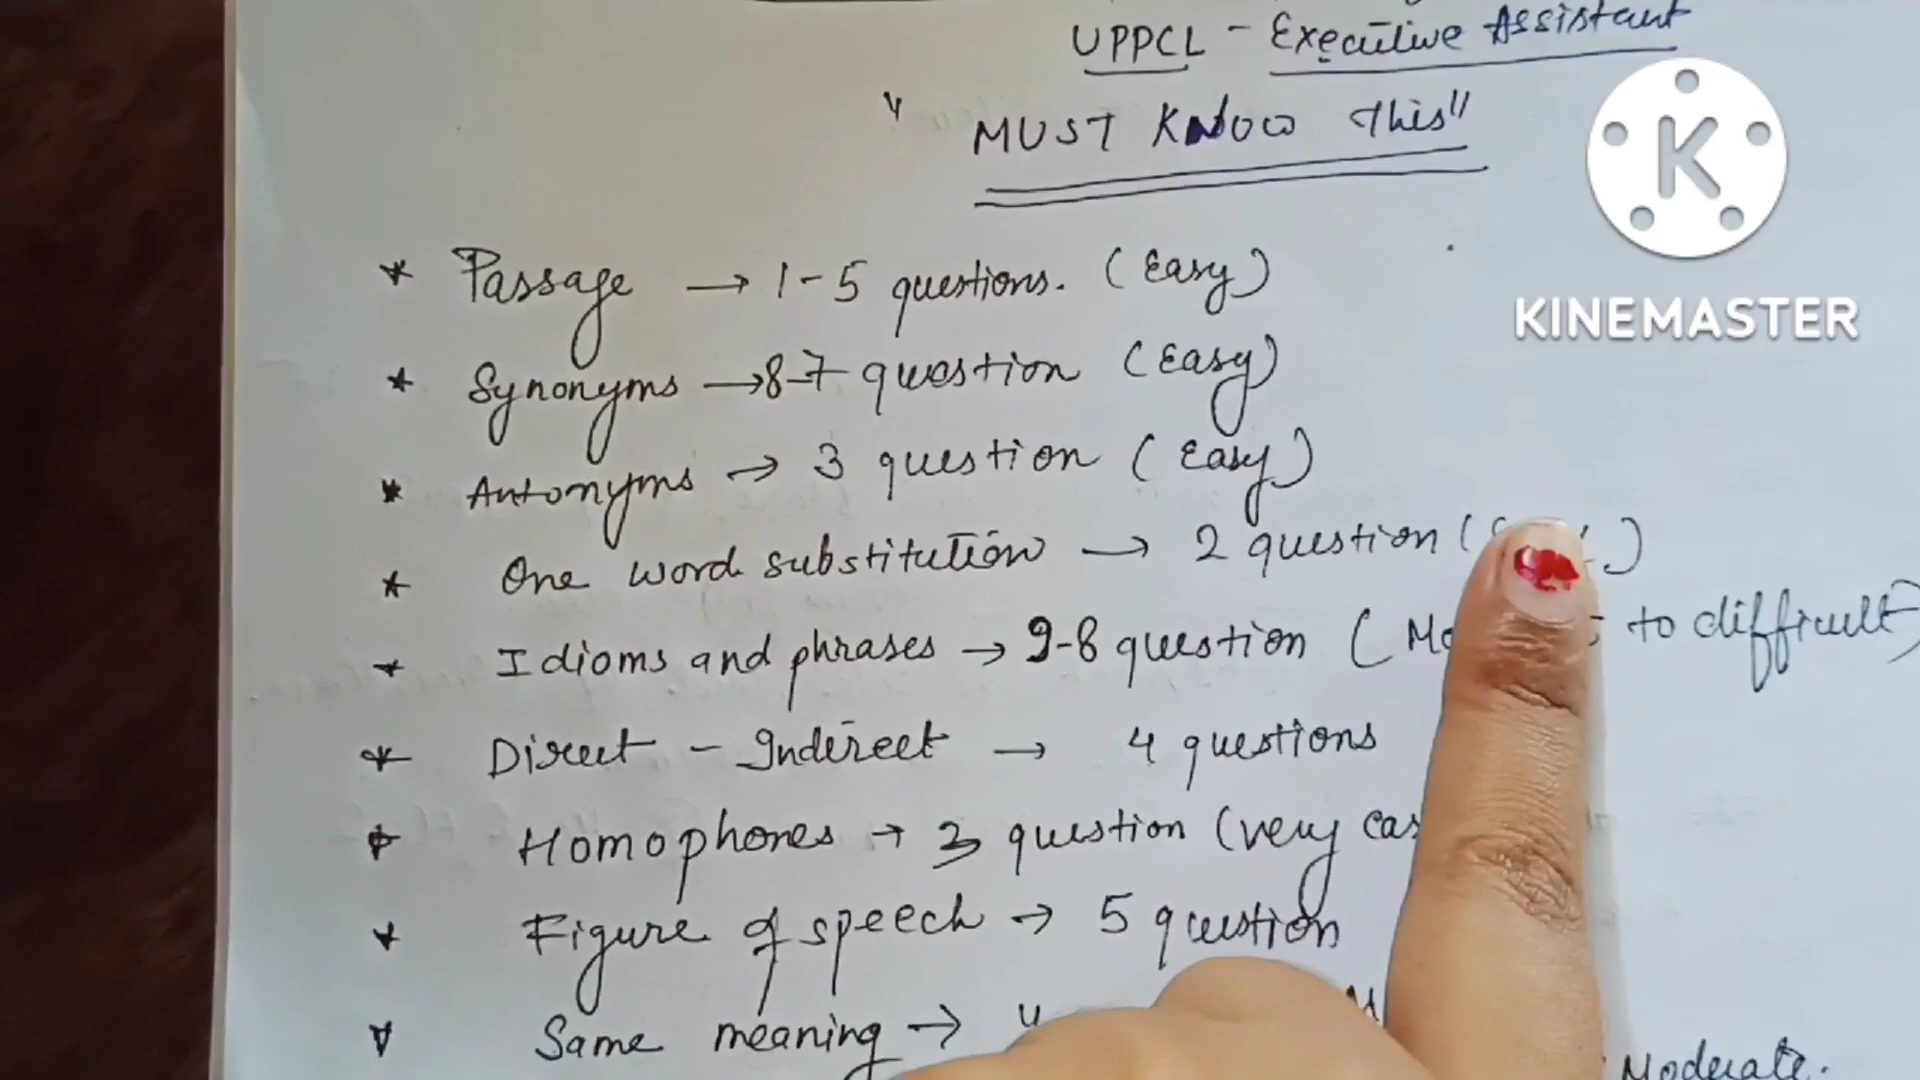 UPPCL - Executive Assistant
" MUST KNOW This"
KINEMASTER
* Passage → 1-5 questions. (Easy)
* Synonyms → 8-7 question (Easy)
* Antonyms → 3 question (Easy)
* One word substitution → 2 question ( )
* Idioms and phrases → 9-8 question ( to difficult)
* Direct - Indirect → 4 questions
* Homophones → 3 question (very
* Figure of speech → 5 question
* Same meaning → 4
Moderate.